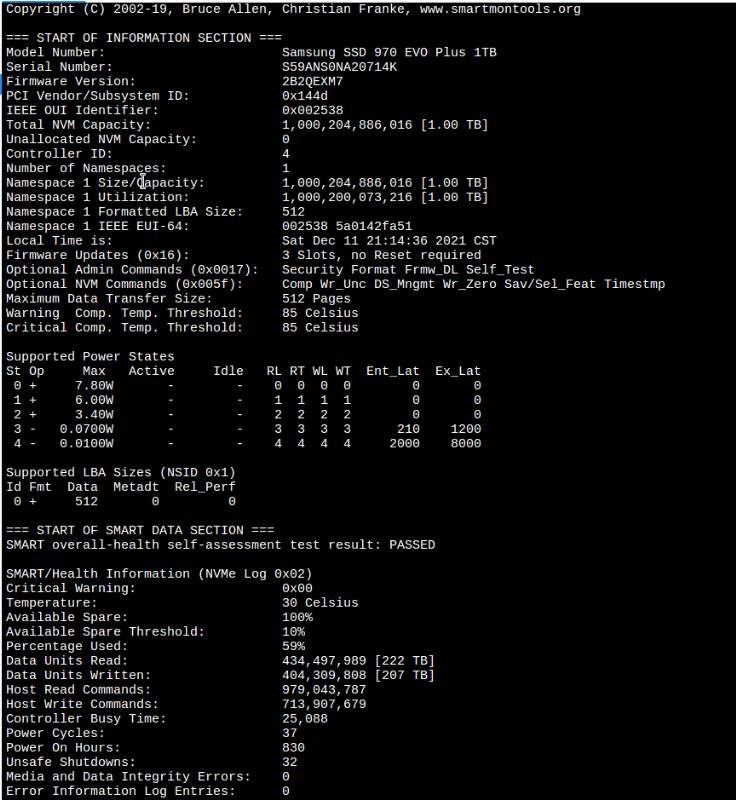 Copyright (C) 2002-19, Bruce Allen, Christian Franke, www.smartmontools.org
=== START OF INFORMATION SECTION ===
Model Number: Samsung SSD 970 EVO Plus 1TB
Serial Number: S59ANS0NA20714K
Firmware Version: 2B2QEXM7
PCI Vendor/Subsystem ID: 0x144d
IEEE OUI Identifier: 0x002538
Total NVM Capacity: 1,000,204,886,016 [1.00 TB]
Unallocated NVM Capacity: 0
Controller ID: 4
Number of Namespaces: 1
Namespace 1 Size/Capacity: 1,000,204,886,016 [1.00 TB]
Namespace 1 Utilization: 1,000,200,073,216 [1.00 TB]
Namespace 1 Formatted LBA Size: 512
Namespace 1 IEEE EUI-64: 002538 5a0142fa51
Local Time is: Sat Dec 11 21:14:36 2021 CST
Firmware Updates (0x16): 3 Slots, no Reset required
Optional Admin Commands (0x0017): Security Format Frmw_DL Self_Test
Optional NVM Commands (0x005f): Comp Wr_Unc DS_Mngmt Wr_Zero Sav/Sel_Feat Timestmp
Maximum Data Transfer Size: 512 Pages
Warning Comp. Temp. Threshold: 85 Celsius
Critical Comp. Temp. Threshold: 85 Celsius
Supported Power States
St Op Max Active Idle RL RT WL WT Ent_Lat Ex_Lat
0 + 7.80W - - 0 0 0 0 0 0
1 + 6.00W - - 1 1 1 1 0 0
2 + 3.40W - - 2 2 2 2 0 0
3 - 0.0700W - - 3 3 3 3 210 1200
4 - 0.0100W - - 4 4 4 4 2000 8000
Supported LBA Sizes (NSID 0x1)
Id Fmt Data Metadt Rel_Perf
0 + 512 0 0
=== START OF SMART DATA SECTION ===
SMART overall-health self-assessment test result: PASSED
SMART/Health Information (NVMe Log 0x02)
Critical Warning: 0x00
Temperature: 30 Celsius
Available Spare: 100%
Available Spare Threshold: 10%
Percentage Used: 59%
Data Units Read: 434,497,989 [222 TB]
Data Units Written: 404,309,808 [207 TB]
Host Read Commands: 979,043,787
Host Write Commands: 713,907,679
Controller Busy Time: 25,088
Power Cycles: 37
Power On Hours: 830
Unsafe Shutdowns: 32
Media and Data Integrity Errors: 0
Error Information Log Entries: 0